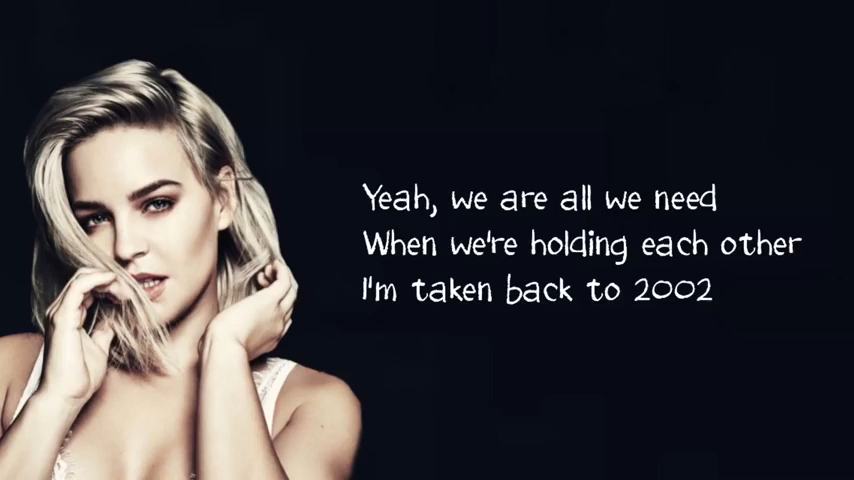 Yeah, we are all we need
When we're holding each other
I'm taken back to 2002